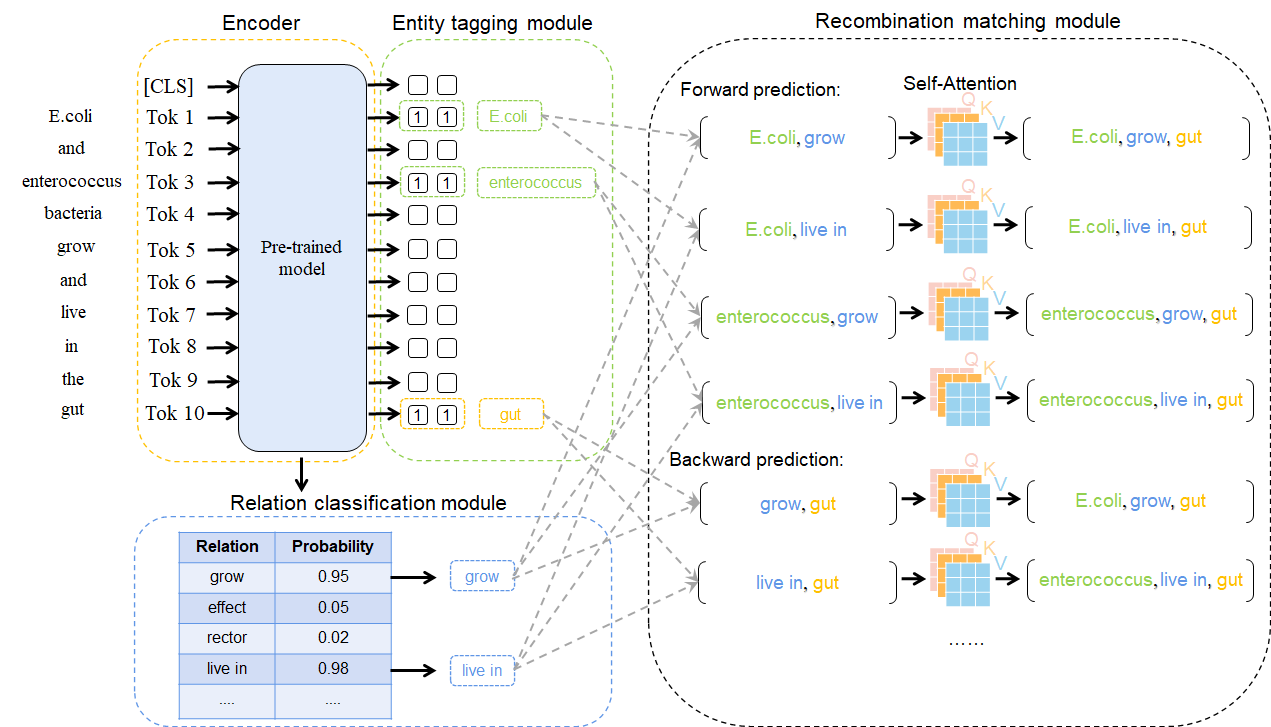 Encoder
Entity tagging module
Recombination matching module
[CLS]
E.coli Tok 1 1 1 E.coli
and Tok 2
enterococcus Tok 3 1 1 enterococcus
bacteria Tok 4
grow Tok 5
and Tok 6
live Tok 7
in Tok 8
the Tok 9
gut Tok 10 1 1 gut
Pre-trained
model
Relation classification module
Relation Probability
grow 0.95
effect 0.05
rector 0.02
live in 0.98
.... ....
grow
live in
Forward prediction:
Self-Attention
E.coli, grow Q K V E.coli, grow, gut
E.coli, live in Q K V E.coli, live in, gut
enterococcus, grow Q K V enterococcus, grow, gut
enterococcus, live in Q K V enterococcus, live in, gut
Backward prediction:
grow, gut Q K V E.coli, grow, gut
live in, gut Q K V enterococcus, live in, gut
......